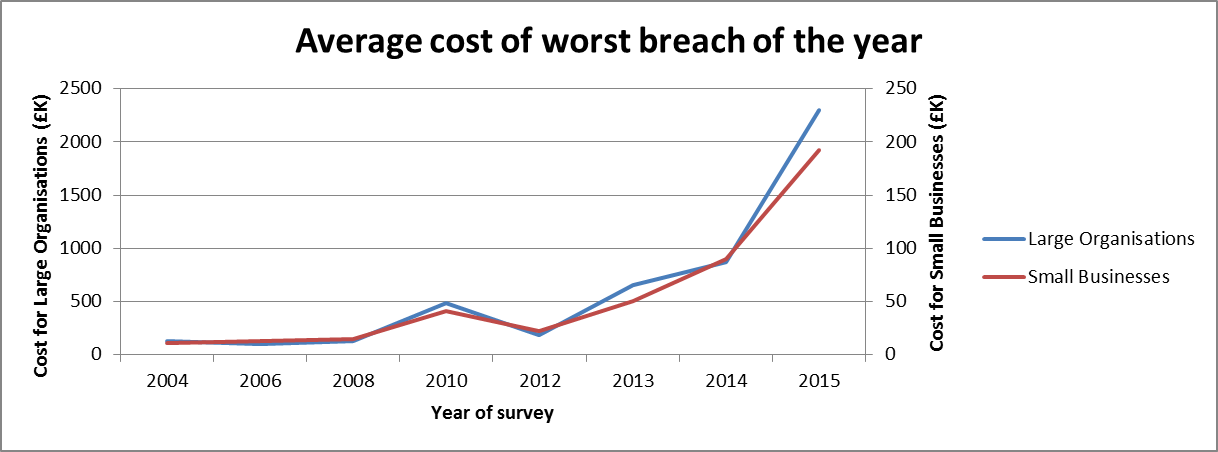 Average cost of worst breach of the year
Cost for Large Organisations (£K)
2500
2000
1500
1000
500
0
250
200
150
100
50
0
Cost for Small Businesses (£K)
2004 2006 2008 2010 2012 2013 2014 2015
Year of survey
Large Organisations
Small Businesses